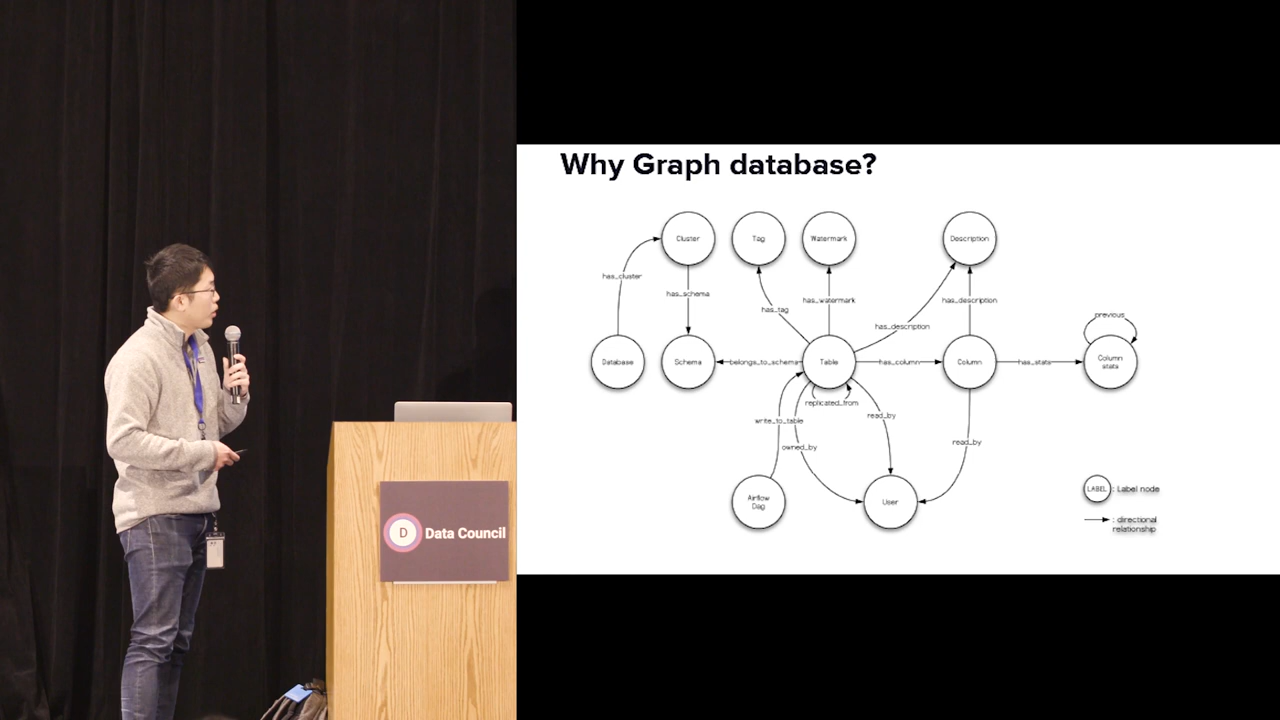 Why Graph database?
Cluster
Tag
Watermark
Description
has_cluster
has_schema
has_tag
has_watermark
has_description
has_description
previous
Database
Schema
belongs_to_schema
Table
has_column
Column
has_stats
Column
stats
replicated_from
write_to_table
read_by
owned_by
read_by
Airflow
Dag
User
LABEL
: Label node
: directional
relationship
D
Data Council